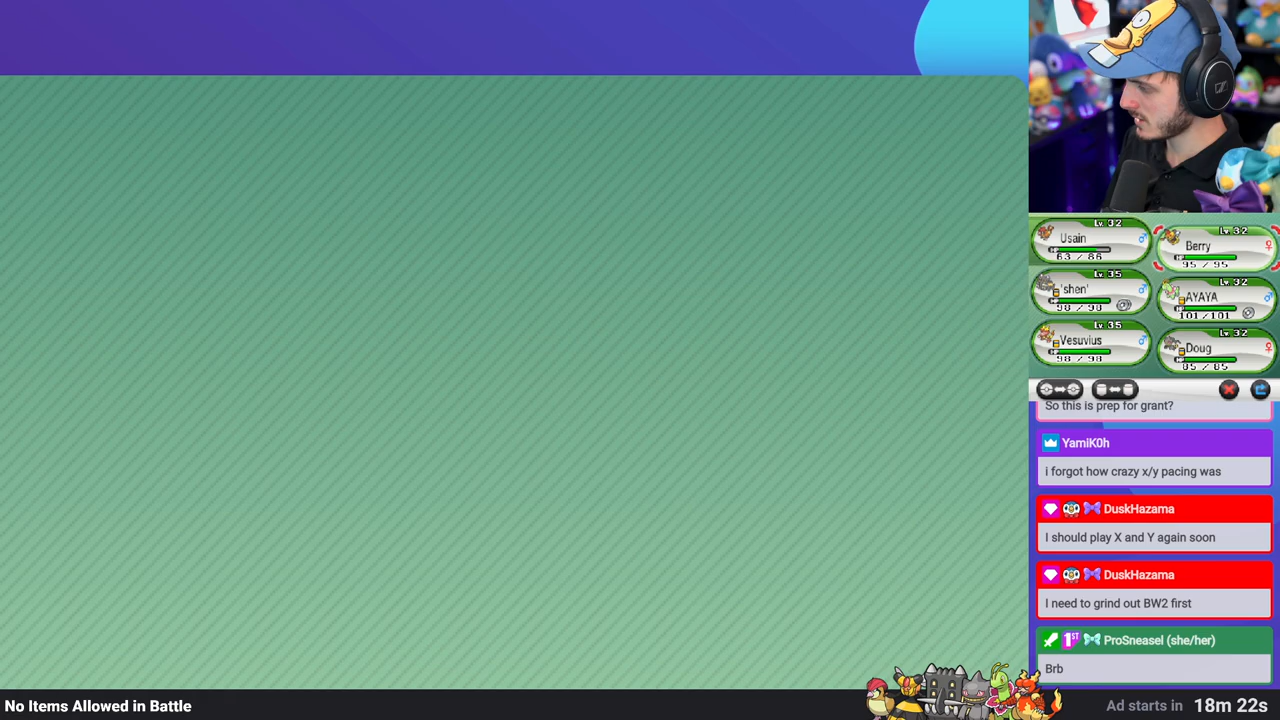 Lv. 32
Usain
63 / 86
Lv. 32
Berry
95 / 95
Lv. 35
'shen'
98 / 98
Lv. 32
AYAYA
101/101
Lv. 35
Vesuvius
98 / 98
Lv. 32
Doug
85 / 85
So this is prep for grant?
YamiK0h
i forgot how crazy x/y pacing was
DuskHazama
I should play X and Y again soon
DuskHazama
I need to grind out BW2 first
1ST ProSneasel (she/her)
Brb
No Items Allowed in Battle
Ad starts in 18m 22s